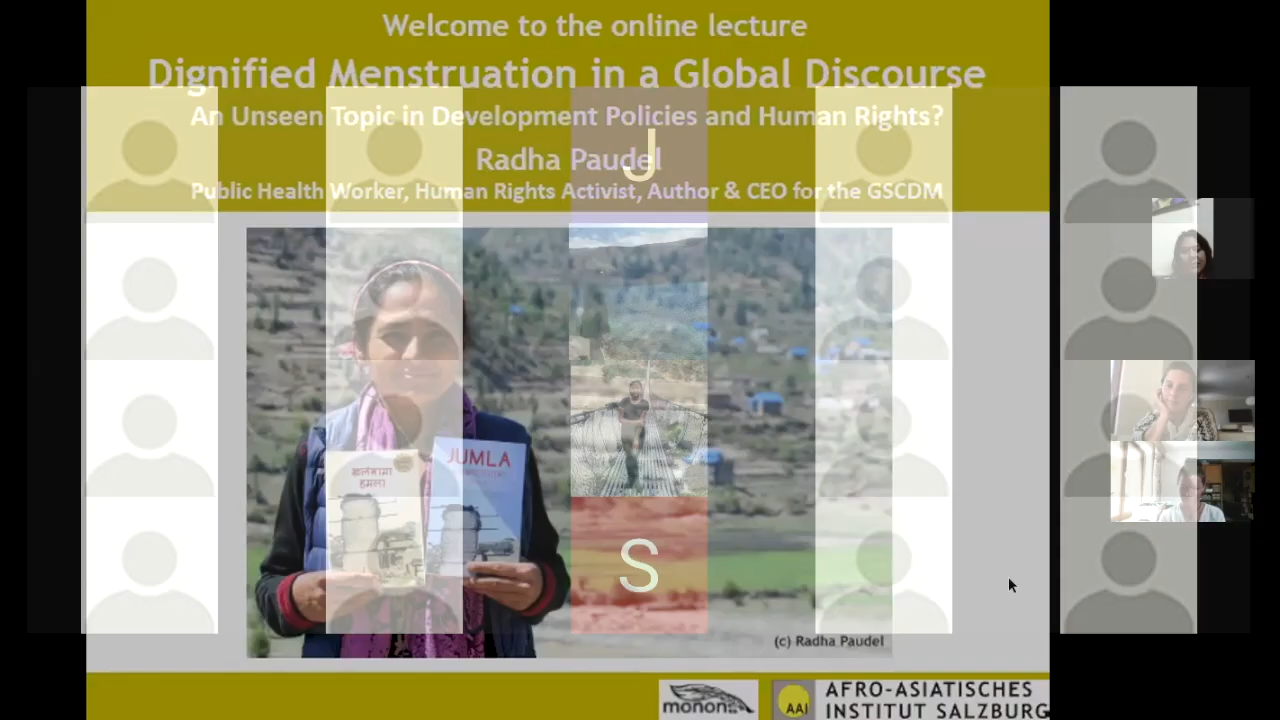 Welcome to the online lecture
Dignified Menstruation in a Global Discourse
An Unseen Topic in Development Policies and Human Rights?
Radha Paudel
Public Health Worker, Human Rights Activist, Author & CEO for the GSCDM
J
JUMLA
S
(c) Radha Paudel
AAI
AFRO-ASIATISCHES
INSTITUT SALZBURG